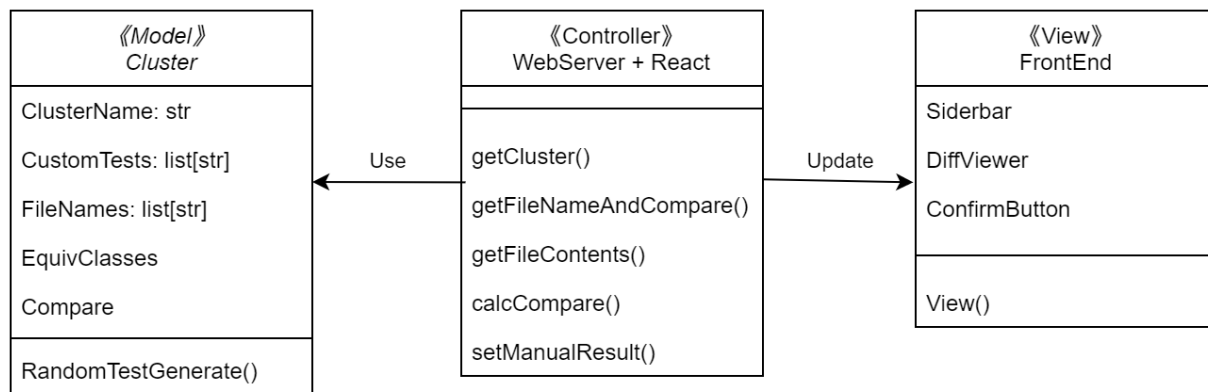 《Model》
Cluster
ClusterName: str
CustomTests: list[str]
FileNames: list[str]
EquivClasses
Compare
RandomTestGenerate()
Use
《Controller》
WebServer + React
getCluster()
getFileNameAndCompare()
getFileContents()
calcCompare()
setManualResult()
Update
《View》
FrontEnd
Siderbar
DiffViewer
ConfirmButton
View()